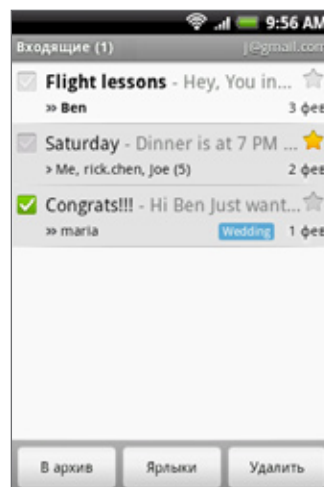 9:56 AM
Входящие (1) j@gmail.com
Flight lessons - Hey, You in...
» Ben 3 фев
Saturday - Dinner is at 7 PM ...
› Me, rick.chen, Joe (5) 2 фев
Congrats!!! - Hi Ben Just want...
» maria Wedding 1 фев
В архив Ярлыки Удалить